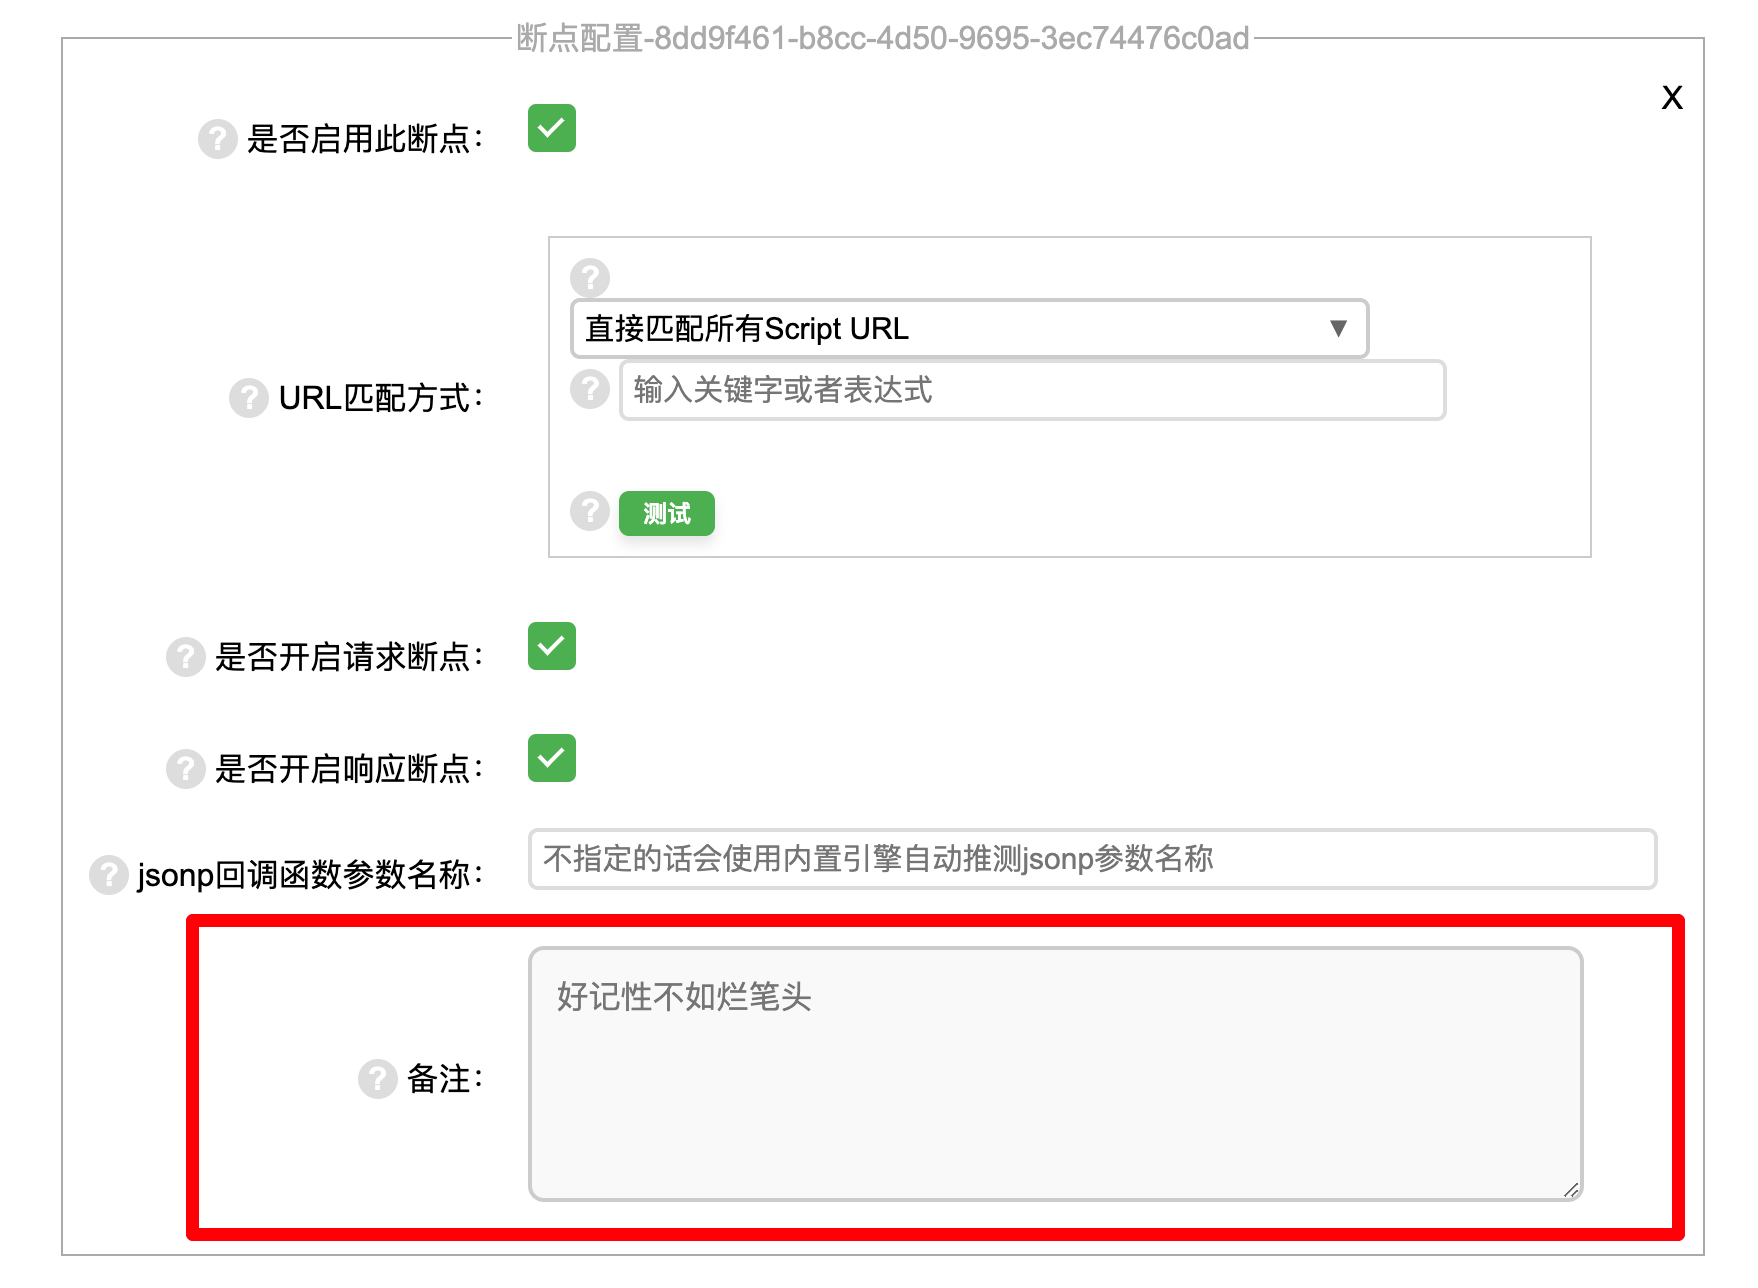 断点配置-8dd9f461-b8cc-4d50-9695-3ec74476c0ad
X
? 是否启用此断点：
?
直接匹配所有Script URL ▼
? URL匹配方式：
? 输入关键字或者表达式
? 测试
? 是否开启请求断点：
? 是否开启响应断点：
? jsonp回调函数参数名称： 不指定的话会使用内置引擎自动推测jsonp参数名称
好记性不如烂笔头
? 备注：